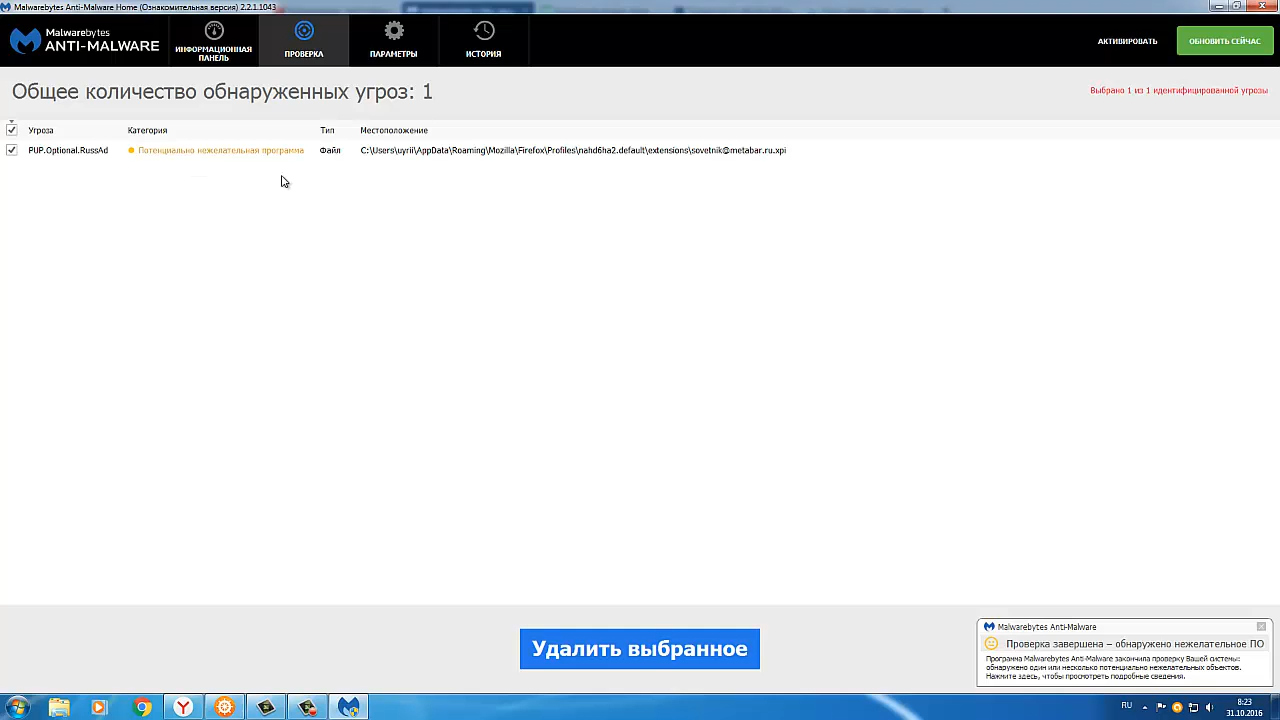 Malwarebytes Anti-Malware Home (Ознакомительная версия) 2.2.1.1043
Malwarebytes
ANTI-MALWARE
ИНФОРМАЦИОННАЯ
ПАНЕЛЬ
ПРОВЕРКА
ПАРАМЕТРЫ
ИСТОРИЯ
АКТИВИРОВАТЬ
ОБНОВИТЬ СЕЙЧАС
Общее количество обнаруженных угроз: 1
Выбрано 1 из 1 идентифицированной угрозы
Угроза Категория Тип Местоположение
PUP.Optional.RussAd Потенциально нежелательная программа Файл C:\Users\uyrii\AppData\Roaming\Mozilla\Firefox\Profiles\nahd6ha2.default\extensions\sovetnik@metabar.ru.xpi
Удалить выбранное
Malwarebytes Anti-Malware
Проверка завершена – обнаружено нежелательное ПО
Программа Malwarebytes Anti-Malware закончила проверку Вашей системы:
обнаружено один или несколько потенциально нежелательных объектов.
Нажмите здесь, чтобы просмотреть подробные сведения.
RU
8:23
31.10.2016